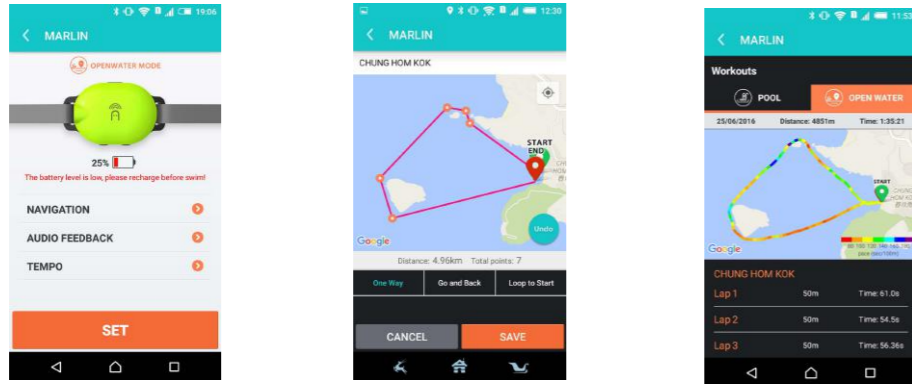 19:06
MARLIN
OPENWATER MODE
25%
The battery level is low, please recharge before swim!
NAVIGATION
AUDIO FEEDBACK
TEMPO
SET
12:30
MARLIN
CHUNG HOM KOK
START
END
Google
Undo
Distance: 4.96km Total points: 7
One Way Go and Back Loop to Start
CANCEL SAVE
11:53
MARLIN
Workouts
POOL OPEN WATER
25/06/2016 Distance: 4851m Time: 1:35:21
START
Google
CHUNG HOM KOK
Lap 1 50m Time: 61.0s
Lap 2 50m Time: 54.5s
Lap 3 50m Time: 56.36s